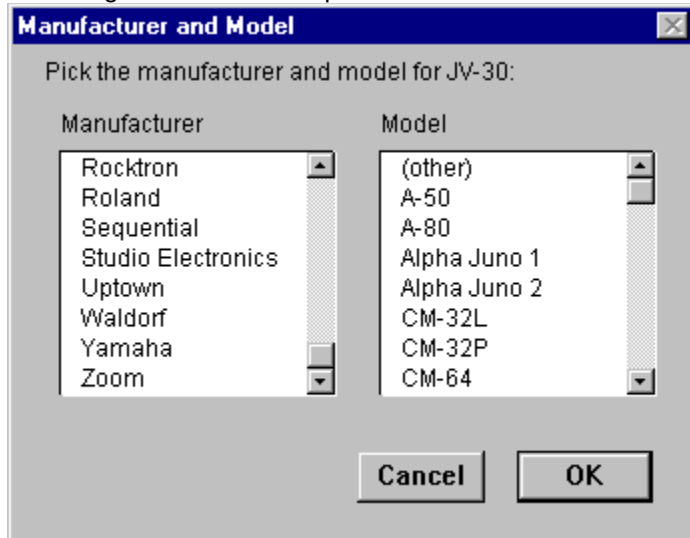 Manufacturer and Model
Pick the manufacturer and model for JV-30:
Manufacturer
Rocktron
Roland
Sequential
Studio Electronics
Uptown
Waldorf
Yamaha
Zoom
Model
(other)
A-50
A-80
Alpha Juno 1
Alpha Juno 2
CM-32L
CM-32P
CM-64
Cancel
OK